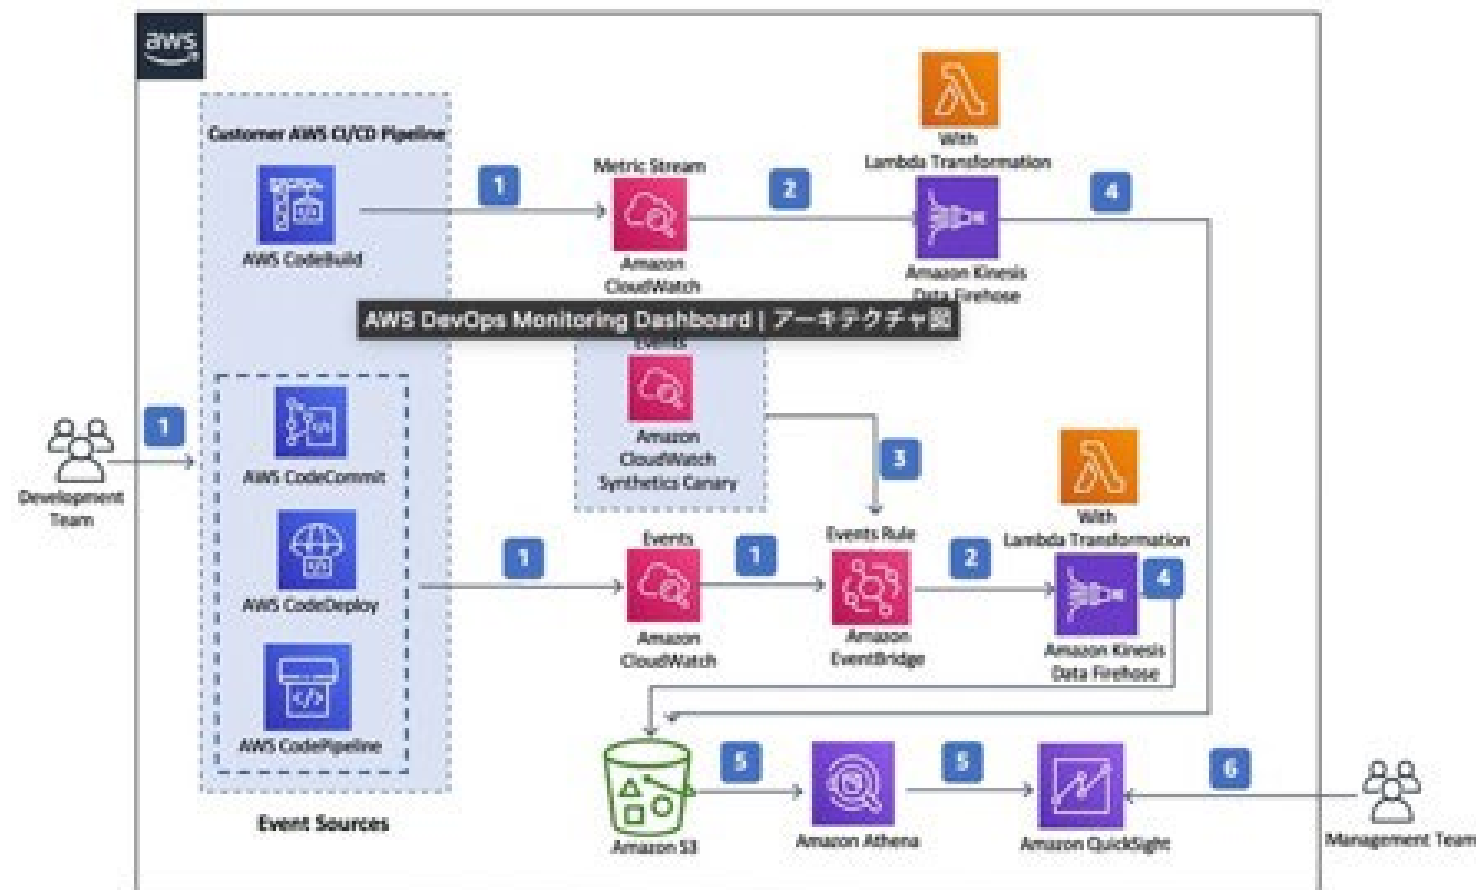 aws
Customer AWS CI/CD Pipeline
AWS CodeBuild
1
Metric Stream
Amazon
CloudWatch
2
With
Lambda Transformation
Amazon Kinesis
Data Firehose
4
AWS DevOps Monitoring Dashboard | アーキテクチャ図
Events
Amazon
CloudWatch
Synthetics Canary
3
1
Development
Team
AWS CodeCommit
AWS CodeDeploy
AWS CodePipeline
Event Sources
1
Events
Amazon
CloudWatch
1
Events Rule
Amazon
EventBridge
2
With
Lambda Transformation
4
Amazon Kinesis
Data Firehose
Amazon S3
5
Amazon Athena
5
Amazon QuickSight
6
Management Team